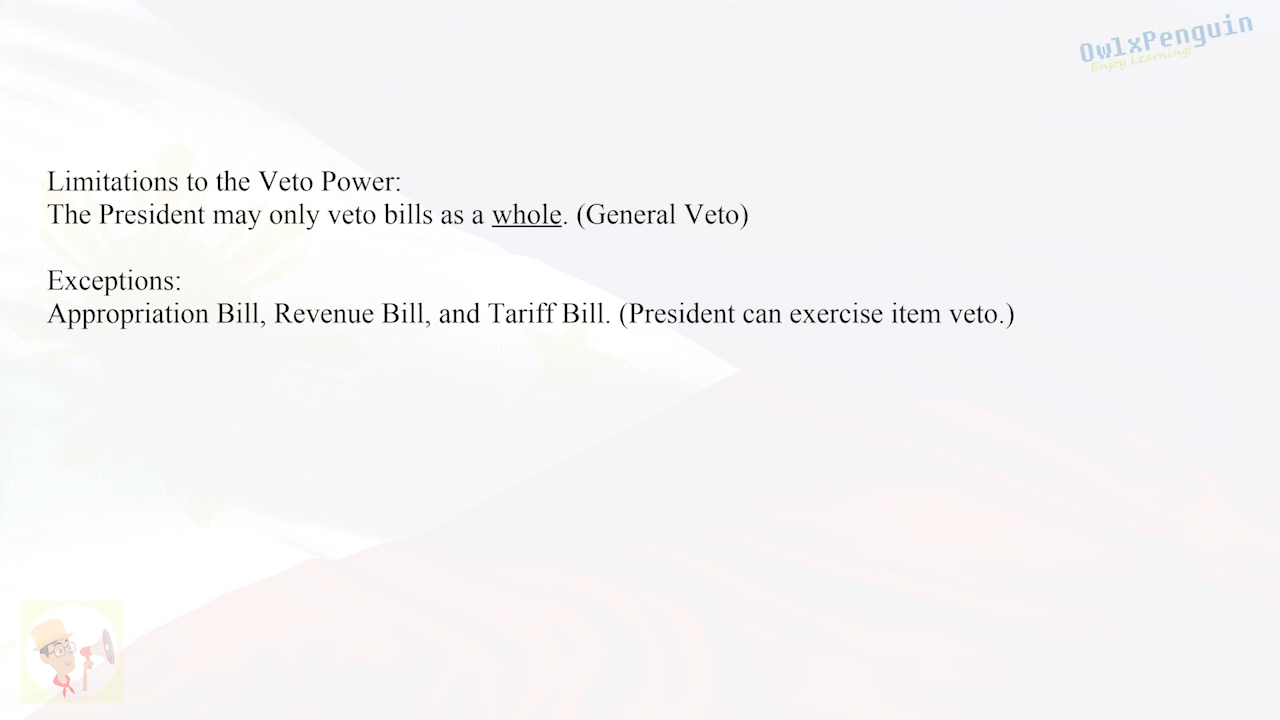 OwlxPenguin
Enjoy Learning!
Limitations to the Veto Power:
The President may only veto bills as a whole. (General Veto)
Exceptions:
Appropriation Bill, Revenue Bill, and Tariff Bill. (President can exercise item veto.)